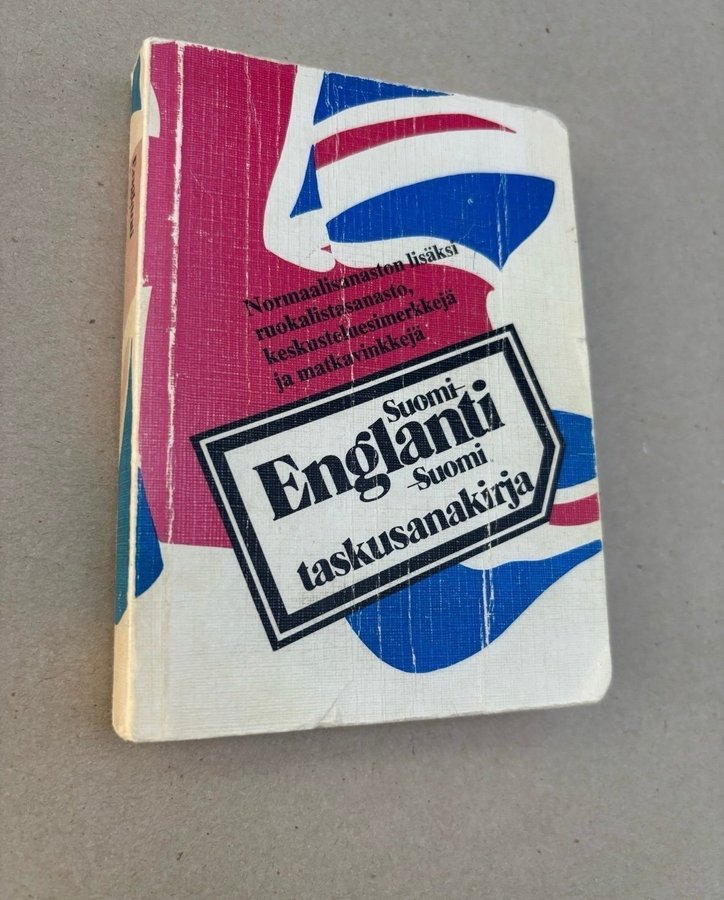 Normaalisanaston lisäksi
ruokalistasanasto,
keskusteluesimerkkejä
ja matkavinkkejä
Suomi–
Englanti
–Suomi
taskusanakirja